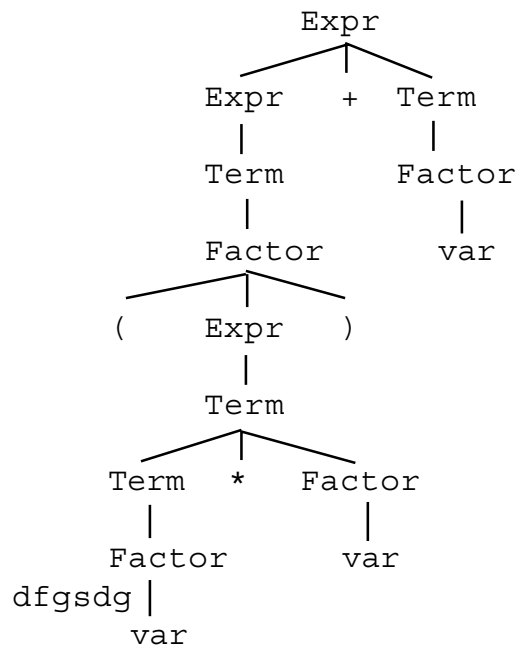 Expr
Expr + Term
Term Factor
Factor var
( Expr )
Term
Term * Factor
Factor var
dfgsdg
var